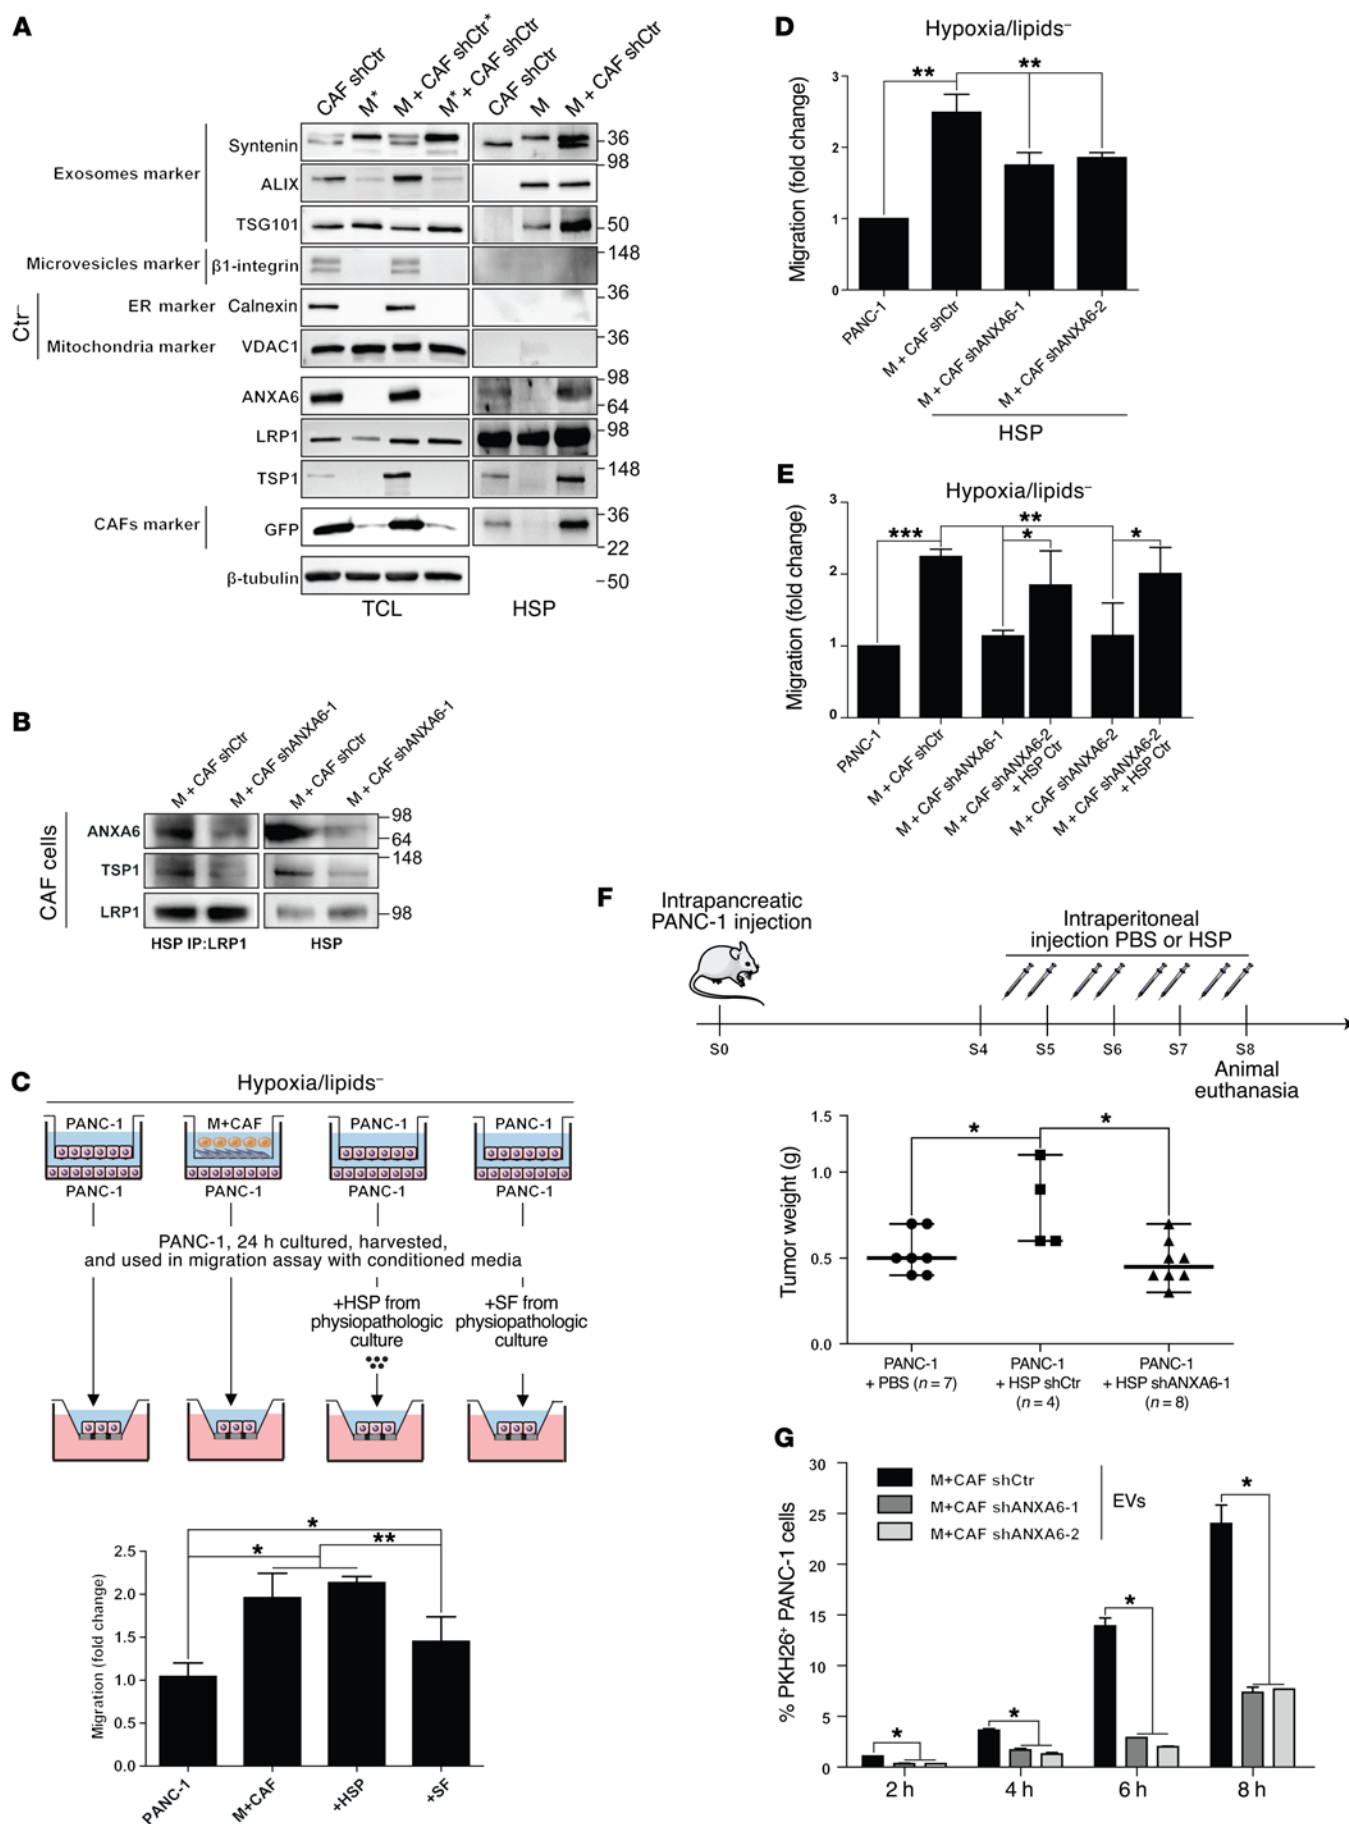 A
CAF shCtr
M*
M + CAF shCtr*
M* + CAF shCtr
CAF shCtr
M
M + CAF shCtr
Exosomes marker
Syntenin
36
98
ALIX
TSG101
50
Microvesicles marker
β1-integrin
148
Ctr–
ER marker
Calnexin
36
Mitochondria marker
VDAC1
36
ANXA6
98
64
LRP1
98
TSP1
148
CAFs marker
GFP
36
22
β-tubulin
50
TCL
HSP
B
M + CAF shCtr
M + CAF shANXA6-1
M + CAF shCtr
M + CAF shANXA6-1
CAF cells
ANXA6
98
64
TSP1
148
LRP1
98
HSP IP:LRP1
HSP
C
Hypoxia/lipids–
PANC-1
M+CAF
PANC-1
PANC-1
PANC-1
PANC-1
PANC-1
PANC-1
PANC-1, 24 h cultured, harvested,
and used in migration assay with conditioned media
+HSP from
physiopathologic
culture
+SF from
physiopathologic
culture
Migration (fold change)
2.5
2.0
1.5
1.0
0.5
0.0
*
*
**
PANC-1
M+CAF
+HSP
+SF
D
Hypoxia/lipids–
Migration (fold change)
3
2
1
0
**
**
PANC-1
M + CAF shCtr
M + CAF shANXA6-1
M + CAF shANXA6-2
HSP
E
Hypoxia/lipids–
Migration (fold change)
3
2
1
0
***
**
*
*
PANC-1
M + CAF shCtr
M + CAF shANXA6-1
M + CAF shANXA6-2
+ HSP Ctr
M + CAF shANXA6-2
M + CAF shANXA6-2
+ HSP Ctr
F
Intrapancreatic
PANC-1 injection
Intraperitoneal
injection PBS or HSP
S0
S4
S5
S6
S7
S8
Animal
euthanasia
Tumor weight (g)
1.5
1.0
0.5
0.0
*
*
PANC-1
+ PBS (n = 7)
PANC-1
+ HSP shCtr
(n = 4)
PANC-1
+ HSP shANXA6-1
(n = 8)
G
% PKH26+ PANC-1 cells
30
25
20
15
10
5
0
M+CAF shCtr
M+CAF shANXA6-1
M+CAF shANXA6-2
EVs
*
*
*
*
2 h
4 h
6 h
8 h